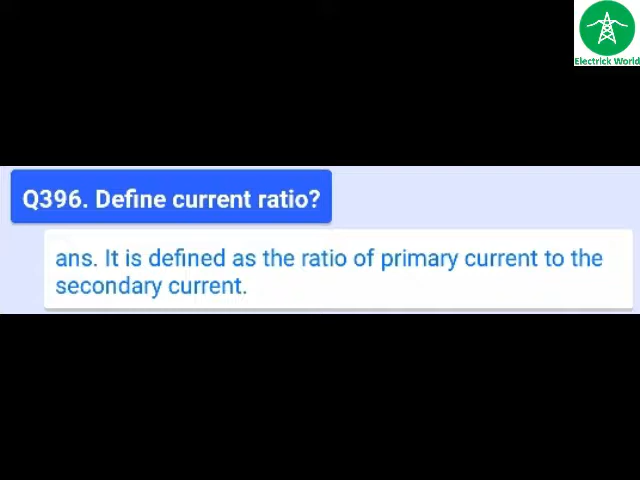 Electrick World
Q396. Define current ratio?
ans. It is defined as the ratio of primary current to the
secondary current.